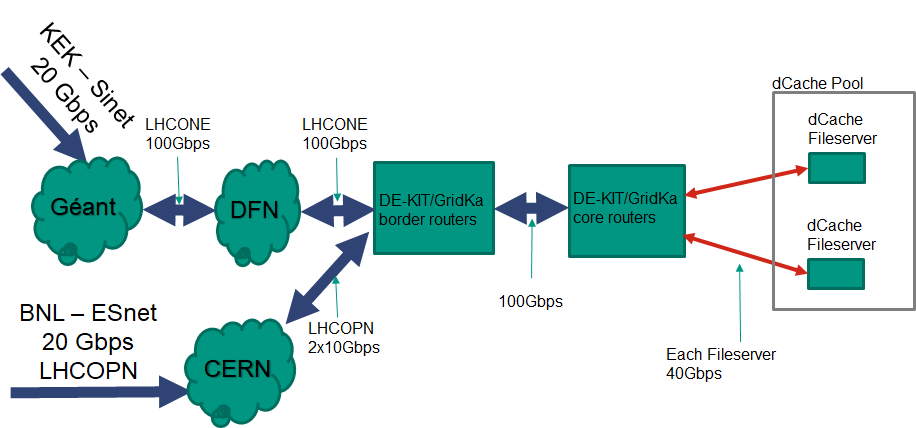 KEK – Sinet
20 Gbps
Géant
LHCONE
100Gbps
DFN
LHCONE
100Gbps
DE-KIT/GridKa
border routers
100Gbps
DE-KIT/GridKa
core routers
dCache Pool
dCache
Fileserver
dCache
Fileserver
Each Fileserver
40Gbps
BNL – ESnet
20 Gbps
LHCOPN
CERN
LHCOPN
2x10Gbps